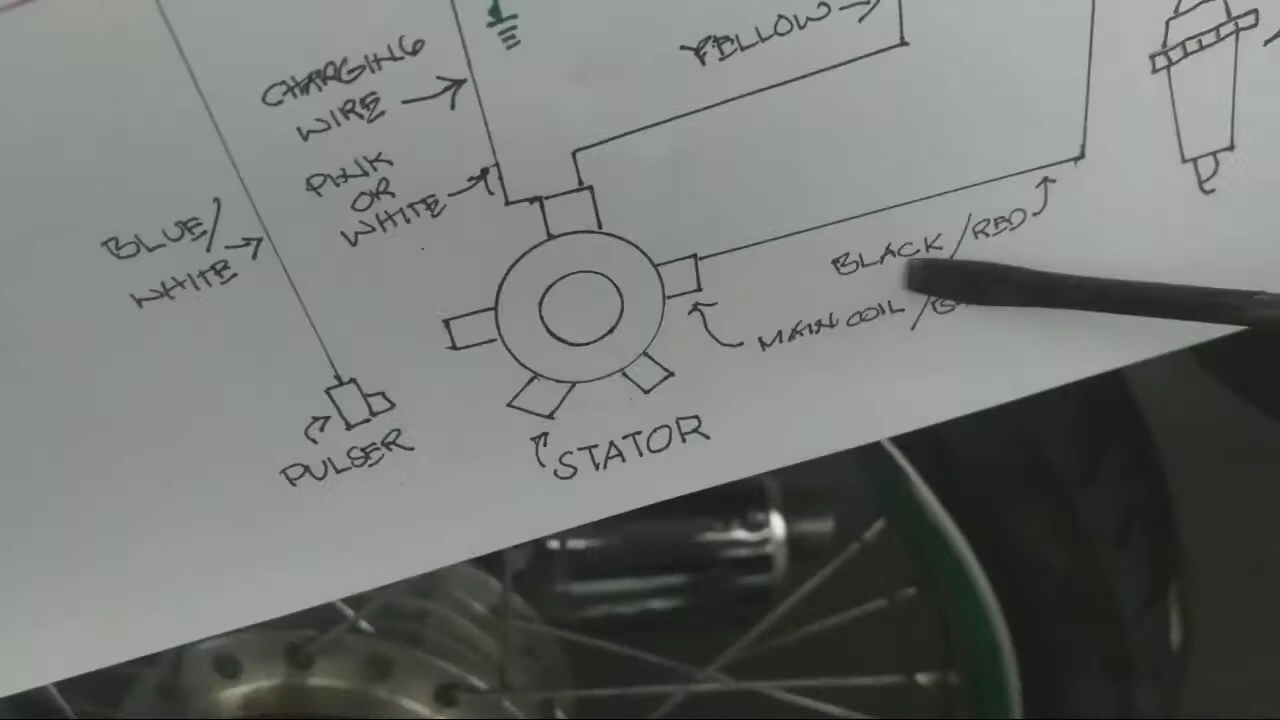 YELLOW
CHARGING
WIRE
PINK
OR
WHITE
BLUE/
WHITE
BLACK/RED
MAIN COIL/
PULSER
STATOR